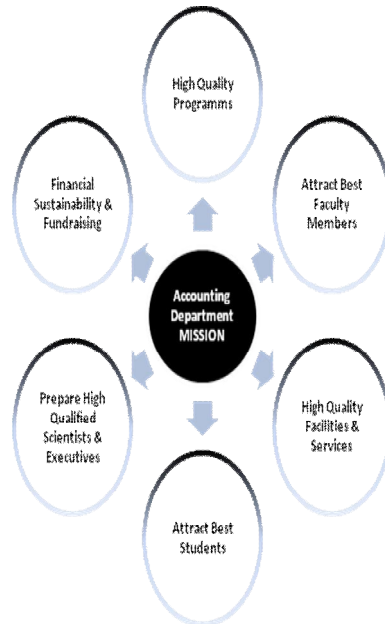 High Quality
Programms
Financial
Sustainability &
Fundraising
Attract Best
Faculty
Members
Accounting
Department
MISSION
Prepare High
Qualified
Scientists &
Executives
High Quality
Facilities &
Services
Attract Best
Students